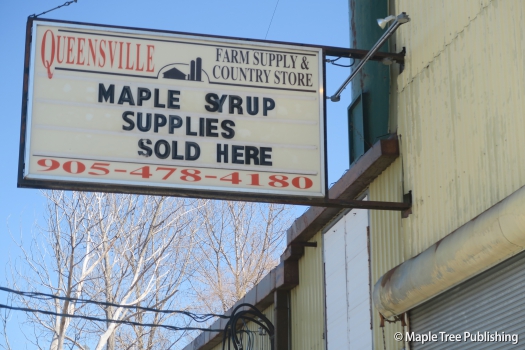 QUEENSVILLE
FARM SUPPLY &
COUNTRY STORE
MAPLE SYRUP
SUPPLIES
SOLD HERE
905-478-4180
© Maple Tree Publishing